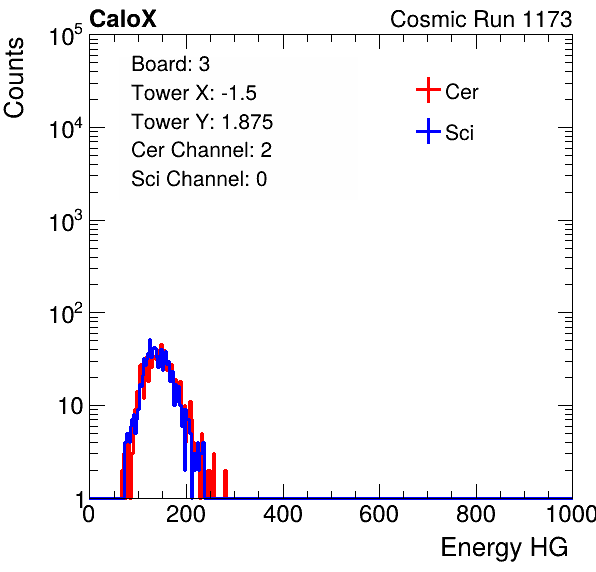 CaloX Cosmic Run 1173
Counts
10^5
10^4
10^3
10^2
10
1
Board: 3
Tower X: -1.5
Tower Y: 1.875
Cer Channel: 2
Sci Channel: 0
Cer
Sci
0 200 400 600 800 1000
Energy HG